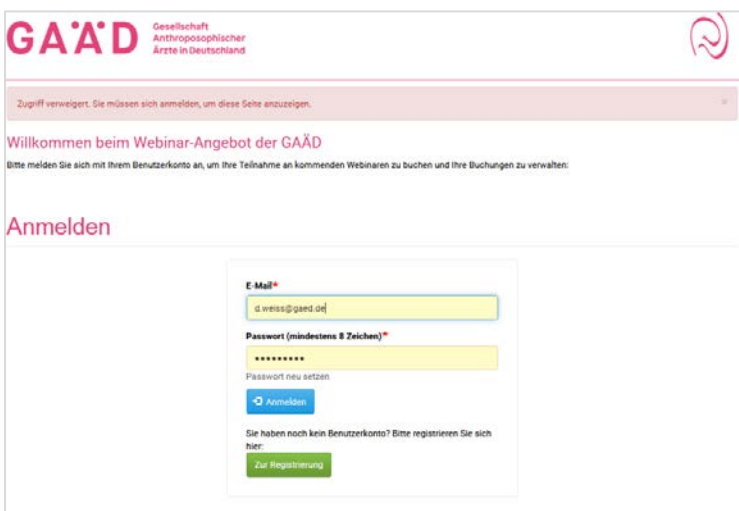 GAÄD
Gesellschaft
Anthroposophischer
Ärzte in Deutschland
Zugriff verweigert. Sie müssen sich anmelden, um diese Seite anzuzeigen. ×
Willkommen beim Webinar-Angebot der GAÄD
Bitte melden Sie sich mit Ihrem Benutzerkonto an, um Ihre Teilnahme an kommenden Webinaren zu buchen und Ihre Buchungen zu verwalten:
Anmelden
E-Mail*
d.weiss@gaed.de
Passwort (mindestens 8 Zeichen)*
•••••••••
Passwort neu setzen
Anmelden
Sie haben noch kein Benutzerkonto? Bitte registrieren Sie sich
hier:
Zur Registrierung